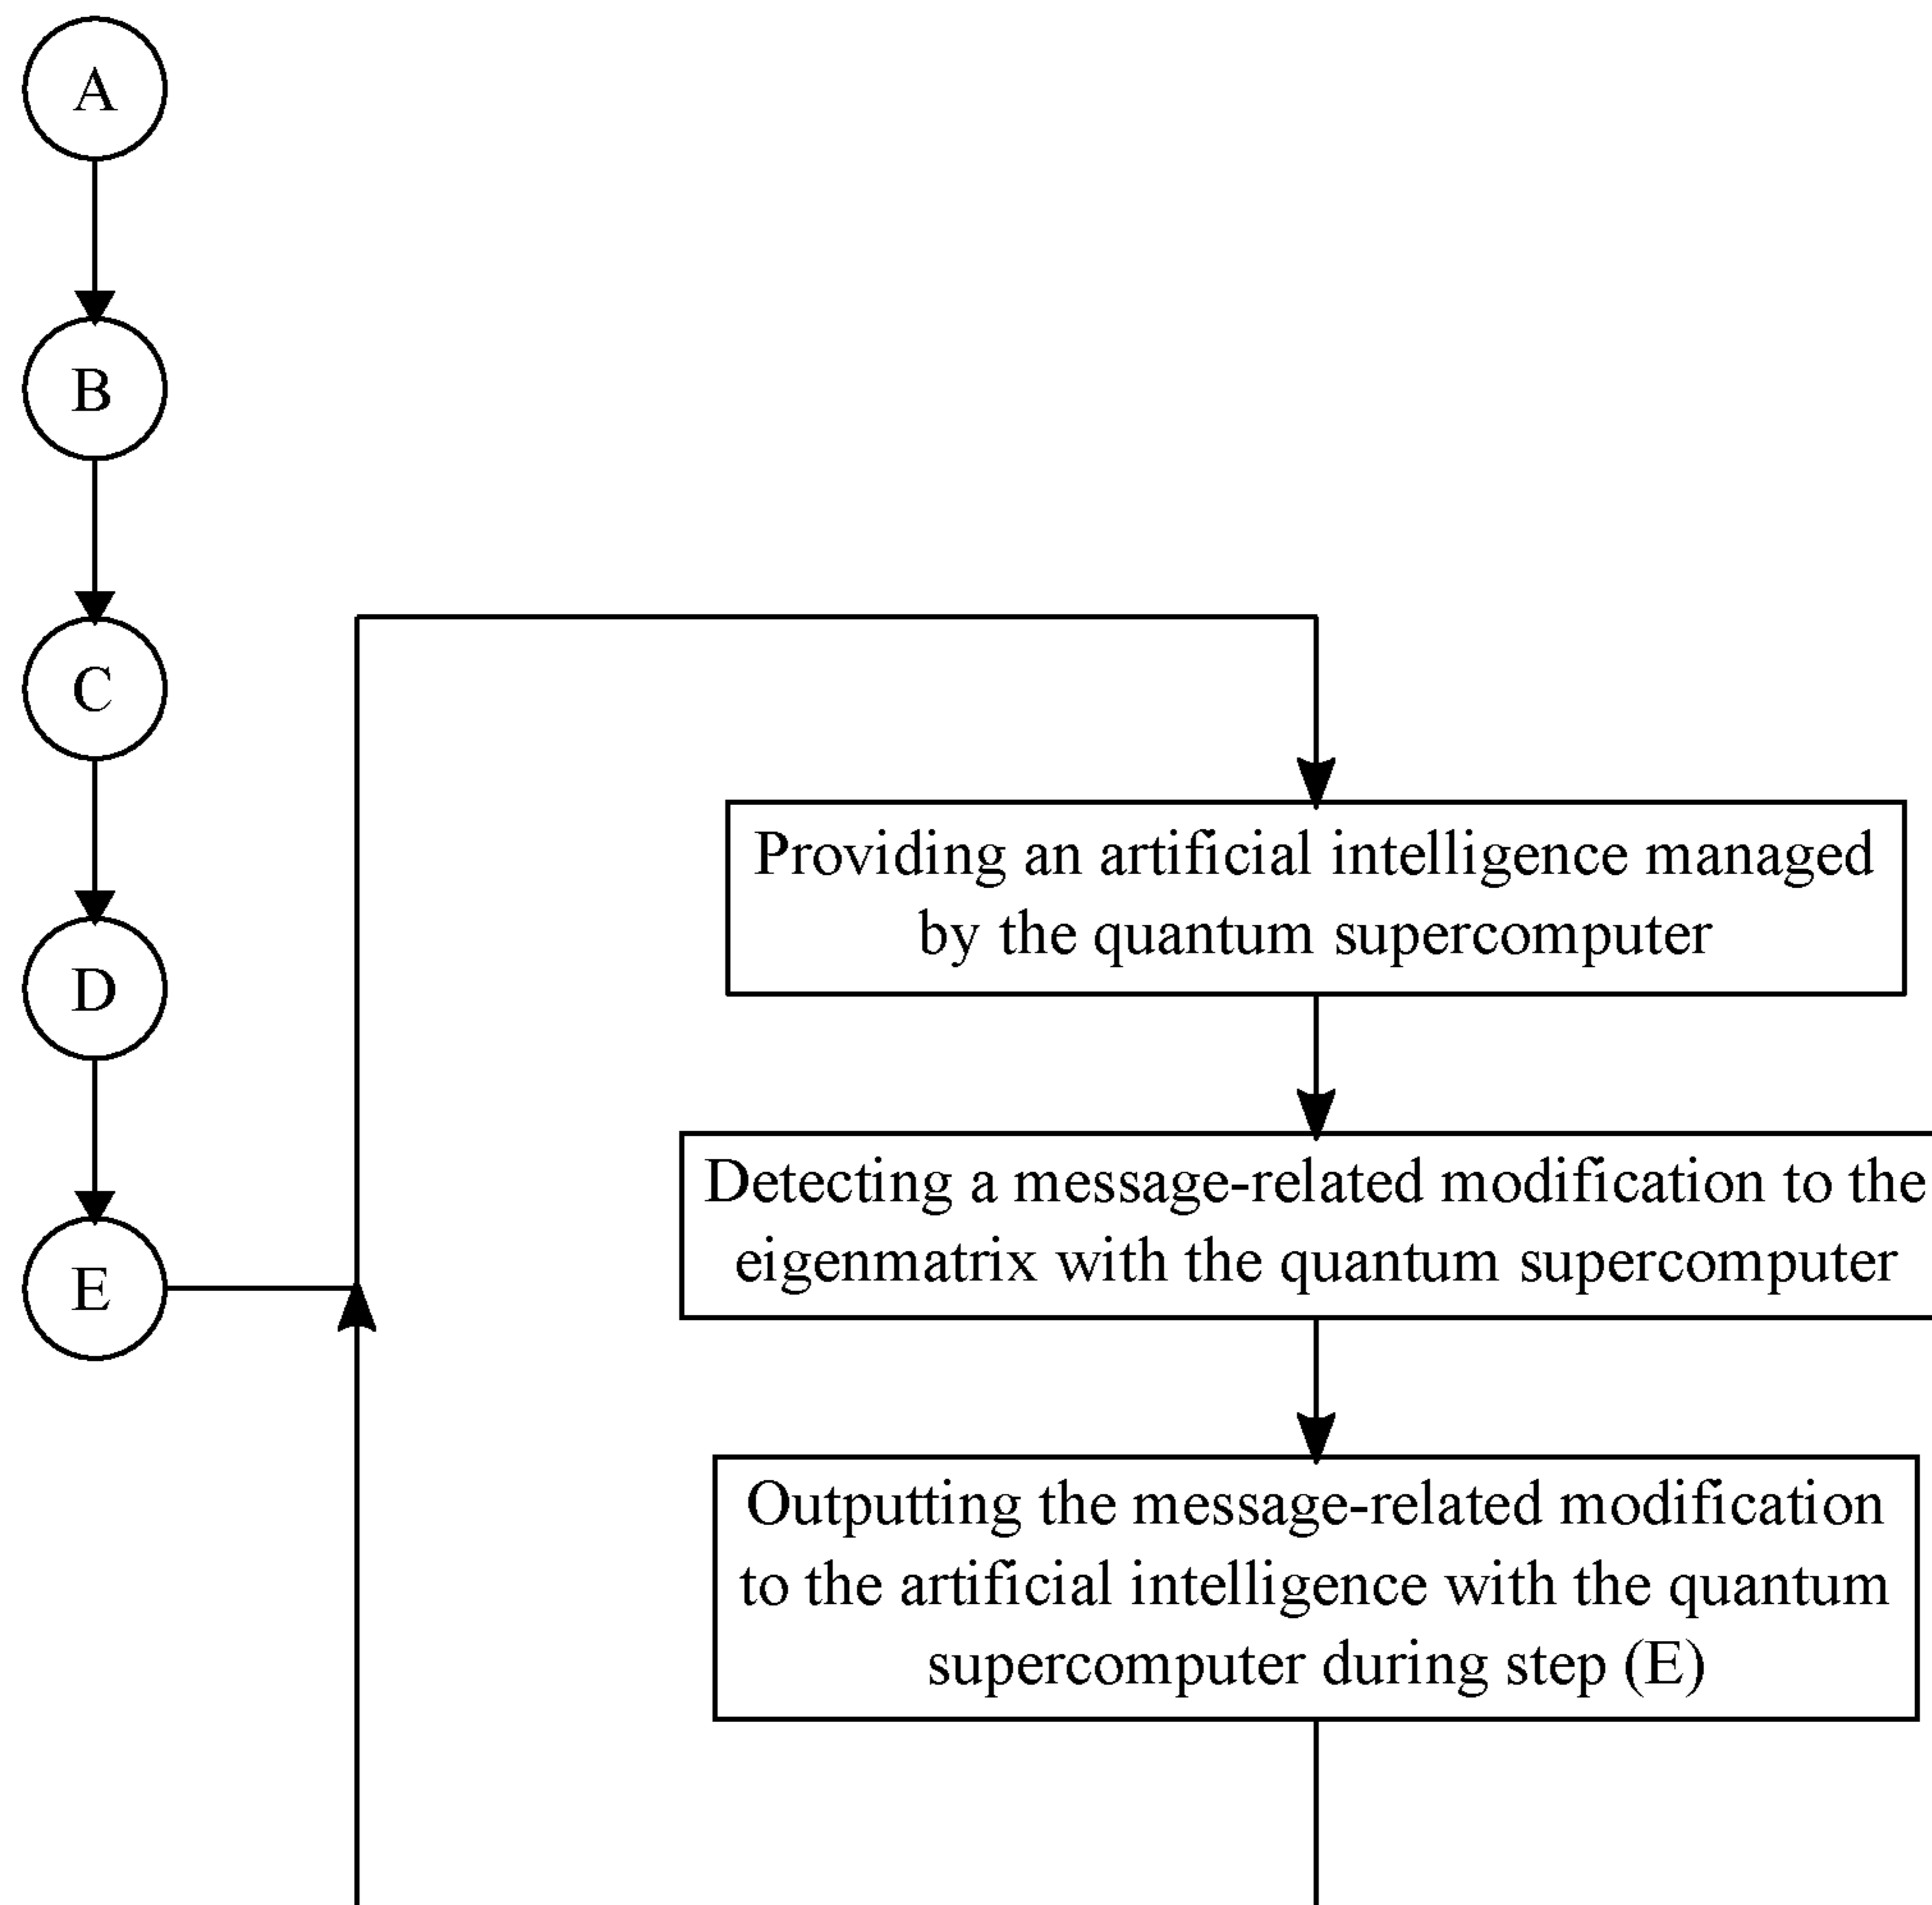 A
B
C
D
E
Providing an artificial intelligence managed
by the quantum supercomputer
Detecting a message-related modification to the
eigenmatrix with the quantum supercomputer
Outputting the message-related modification
to the artificial intelligence with the quantum
supercomputer during step (E)